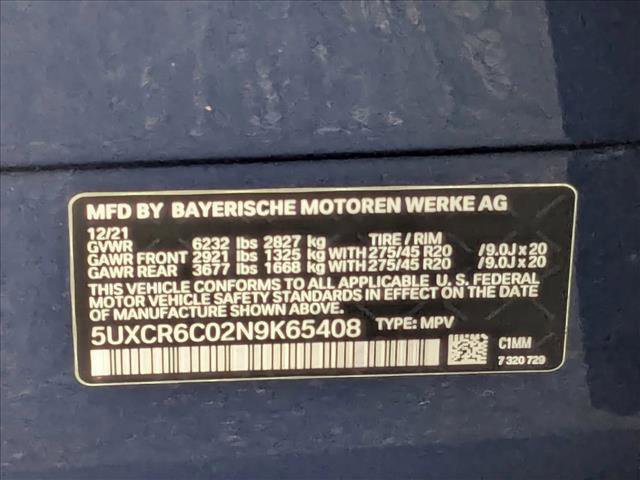 MFD BY BAYERISCHE MOTOREN WERKE AG
12/21
GVWR 6232 lbs 2827 kg TIRE / RIM
GAWR FRONT 2921 lbs 1325 kg WITH 275/45 R20 /9.0J x 20
GAWR REAR 3677 lbs 1668 kg WITH 275/45 R20 /9.0J x 20
THIS VEHICLE CONFORMS TO ALL APPLICABLE U. S. FEDERAL
MOTOR VEHICLE SAFETY STANDARDS IN EFFECT ON THE DATE
OF MANUFACTURE SHOWN ABOVE.
5UXCR6C02N9K65408 TYPE: MPV
C1MM
7 320 729